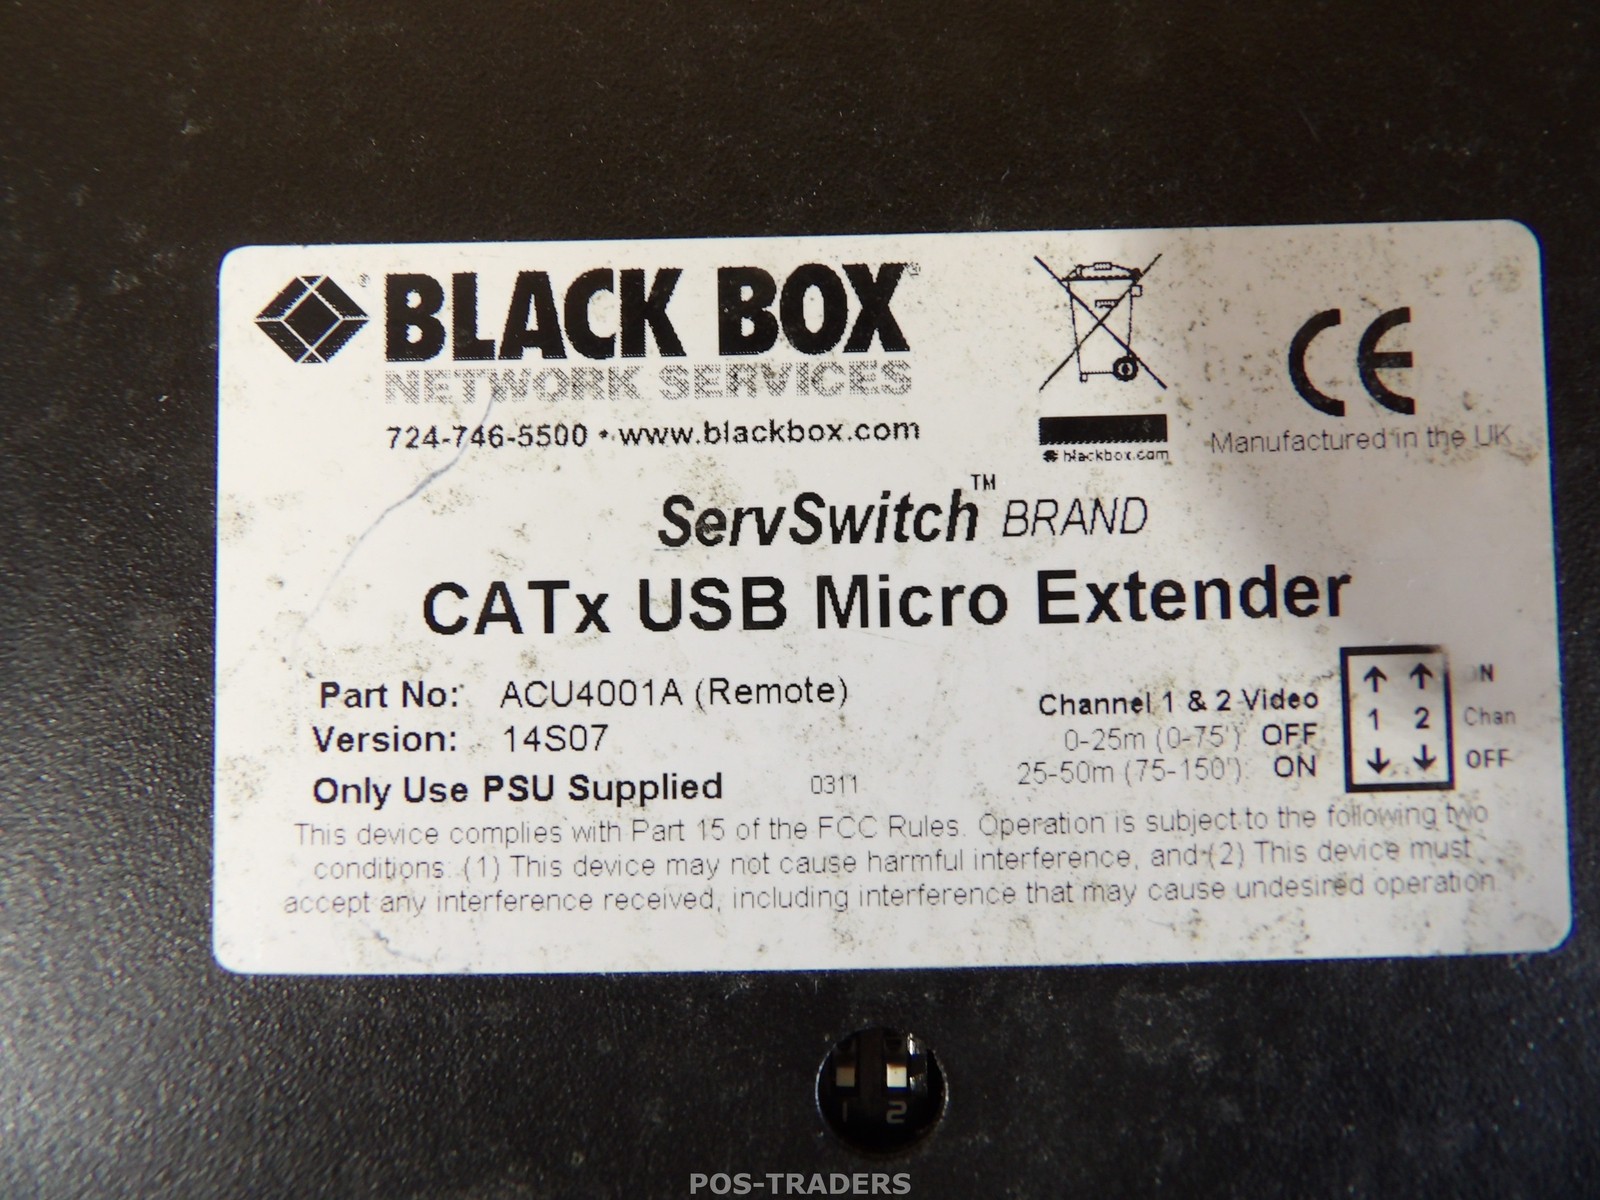 BLACK BOX®
NETWORK SERVICES
724-746-5500 • www.blackbox.com
blackbox.com
CE
Manufactured in the UK
ServSwitch™ BRAND
CATx USB Micro Extender
Part No: ACU4001A (Remote)
Version: 14S07
Only Use PSU Supplied 0311
Channel 1 & 2 Video
0-25m (0-75') OFF
25-50m (75-150') ON
ON
1 2 Chan
OFF
This device complies with Part 15 of the FCC Rules. Operation is subject to the following two
conditions: (1) This device may not cause harmful interference, and (2) This device must
accept any interference received, including interference that may cause undesired operation.
1 2
POS-TRADERS